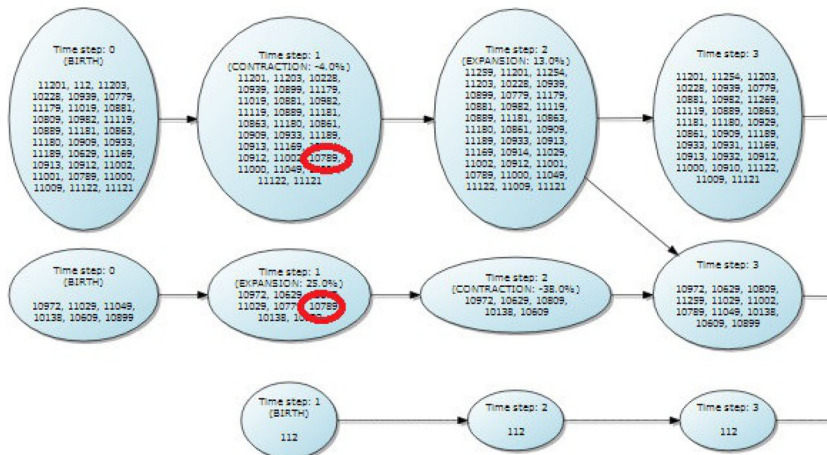 Time step: 0
(BIRTH)
11201, 112, 11203,
10228, 10939, 10779,
11179, 11019, 10881,
10809, 10982, 11119,
10889, 11181, 10863,
11180, 10909, 10933,
11189, 10629, 11169,
10913, 10912, 11002,
11001, 10789, 11000,
11009, 11122, 11121
Time step: 1
(CONTRACTION: -4.0%)
11201, 11203, 10228,
10939, 10899, 11179,
11019, 10881, 10982,
11119, 10889, 11181,
10863, 11180, 10861,
10909, 10933, 11189,
10913, 11169,
10912, 11002, 10789,
11000, 11049,
11122, 11121
Time step: 2
(EXPANSION: 13.0%)
11259, 11201, 11254,
11203, 10228, 10939,
10899, 10779, 11179,
10881, 10982, 11119,
10889, 11181, 10863,
11180, 10861, 10909,
11189, 10933, 10913,
11169, 10914, 11029,
11002, 10912, 11001,
10789, 11000, 11049,
11122, 11009, 11121
Time step: 3
11201, 11254, 11203,
10228, 10939, 10779,
10881, 10982, 11269,
11119, 10889, 10863,
11181, 11180, 10929,
10861, 10909, 11189,
10933, 10931, 11169,
10913, 10932, 10912,
11000, 10910, 11122,
11009, 11121
Time step: 0
(BIRTH)
10972, 11029, 11049,
10138, 10609, 10899
Time step: 1
(EXPANSION: 25.0%)
10972, 10629,
11029, 10779, 10789,
10138,
Time step: 2
(CONTRACTION: -38.0%)
10972, 10629, 10809,
10138, 10609
Time step: 3
10972, 10629, 10809,
11259, 11029, 11002,
10789, 11049, 10138,
10609, 10899
Time step: 1
(BIRTH)
112
Time step: 2
112
Time step: 3
112